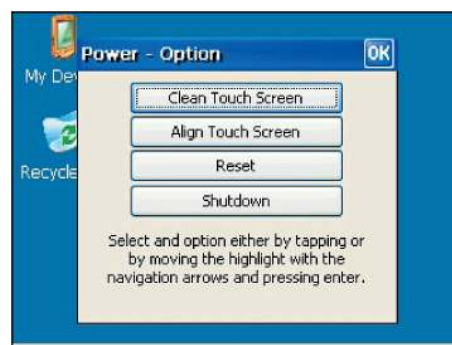 Power - Option OK
My De
Clean Touch Screen
Align Touch Screen
Recycle
Reset
Shutdown
Select and option either by tapping or
by moving the highlight with the
navigation arrows and pressing enter.